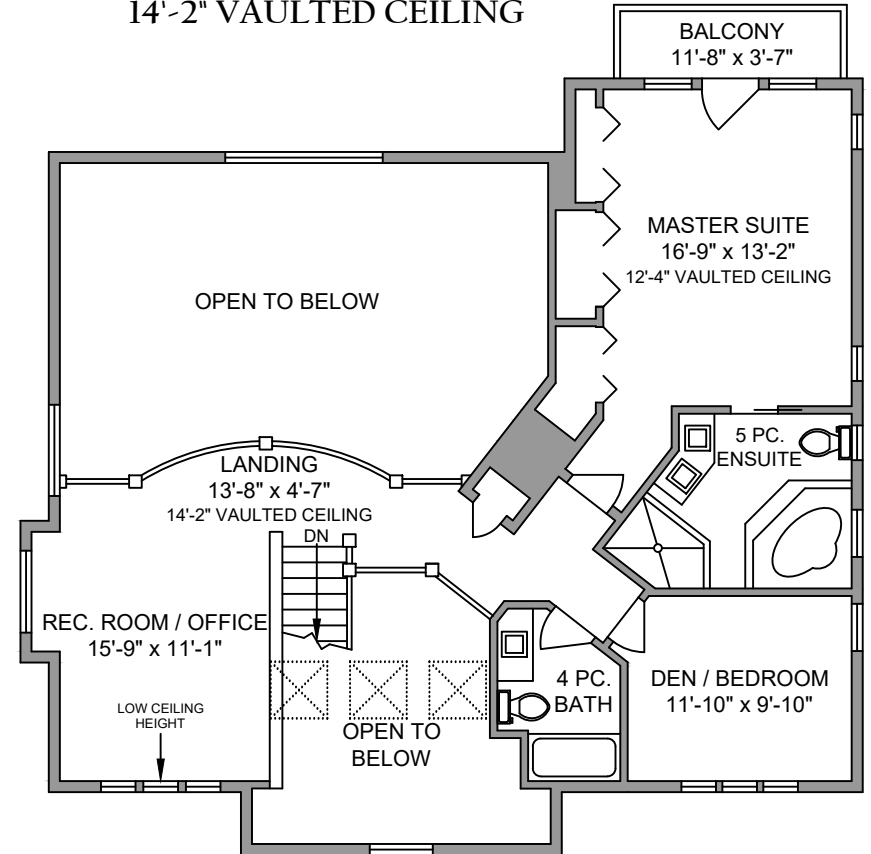 14'-2" VAULTED CEILING
BALCONY
11'-8" x 3'-7"
MASTER SUITE
16'-9" x 13'-2"
12'-4" VAULTED CEILING
OPEN TO BELOW
5 PC.
ENSUITE
LANDING
13'-8" x 4'-7"
14'-2" VAULTED CEILING
DN
REC. ROOM / OFFICE
15'-9" x 11'-1"
LOW CEILING
HEIGHT
OPEN TO
BELOW
4 PC.
BATH
DEN / BEDROOM
11'-10" x 9'-10"